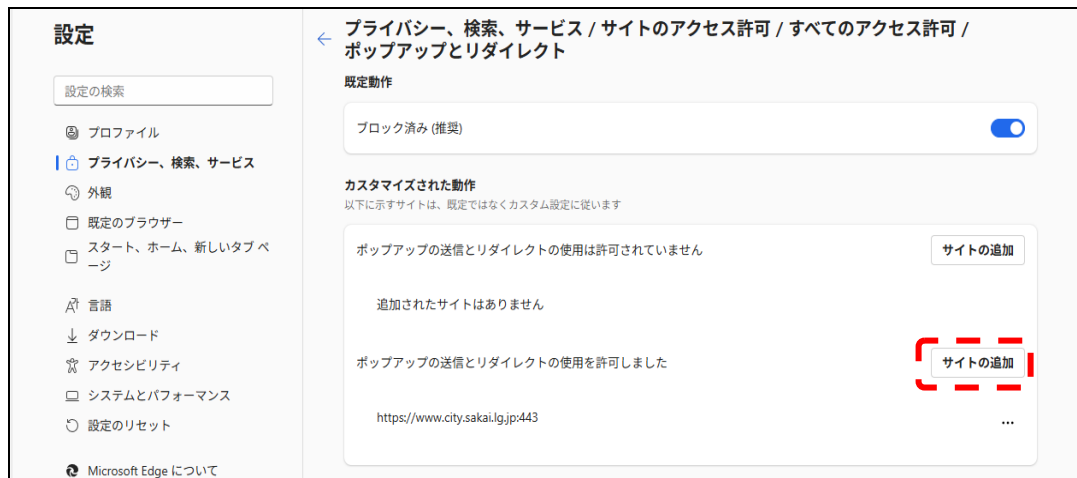 設定
設定の検索
プロファイル
プライバシー、検索、サービス
外観
既定のブラウザー
スタート、ホーム、新しいタブ ペ
ージ
言語
ダウンロード
アクセシビリティ
システムとパフォーマンス
設定のリセット
Microsoft Edge について
プライバシー、検索、サービス / サイトのアクセス許可 / すべてのアクセス許可 /
ポップアップとリダイレクト
既定動作
ブロック済み (推奨)
カスタマイズされた動作
以下に示すサイトは、既定ではなくカスタム設定に従います
ポップアップの送信とリダイレクトの使用は許可されていません
サイトの追加
追加されたサイトはありません
ポップアップの送信とリダイレクトの使用を許可しました
サイトの追加
https://www.city.sakai.lg.jp:443